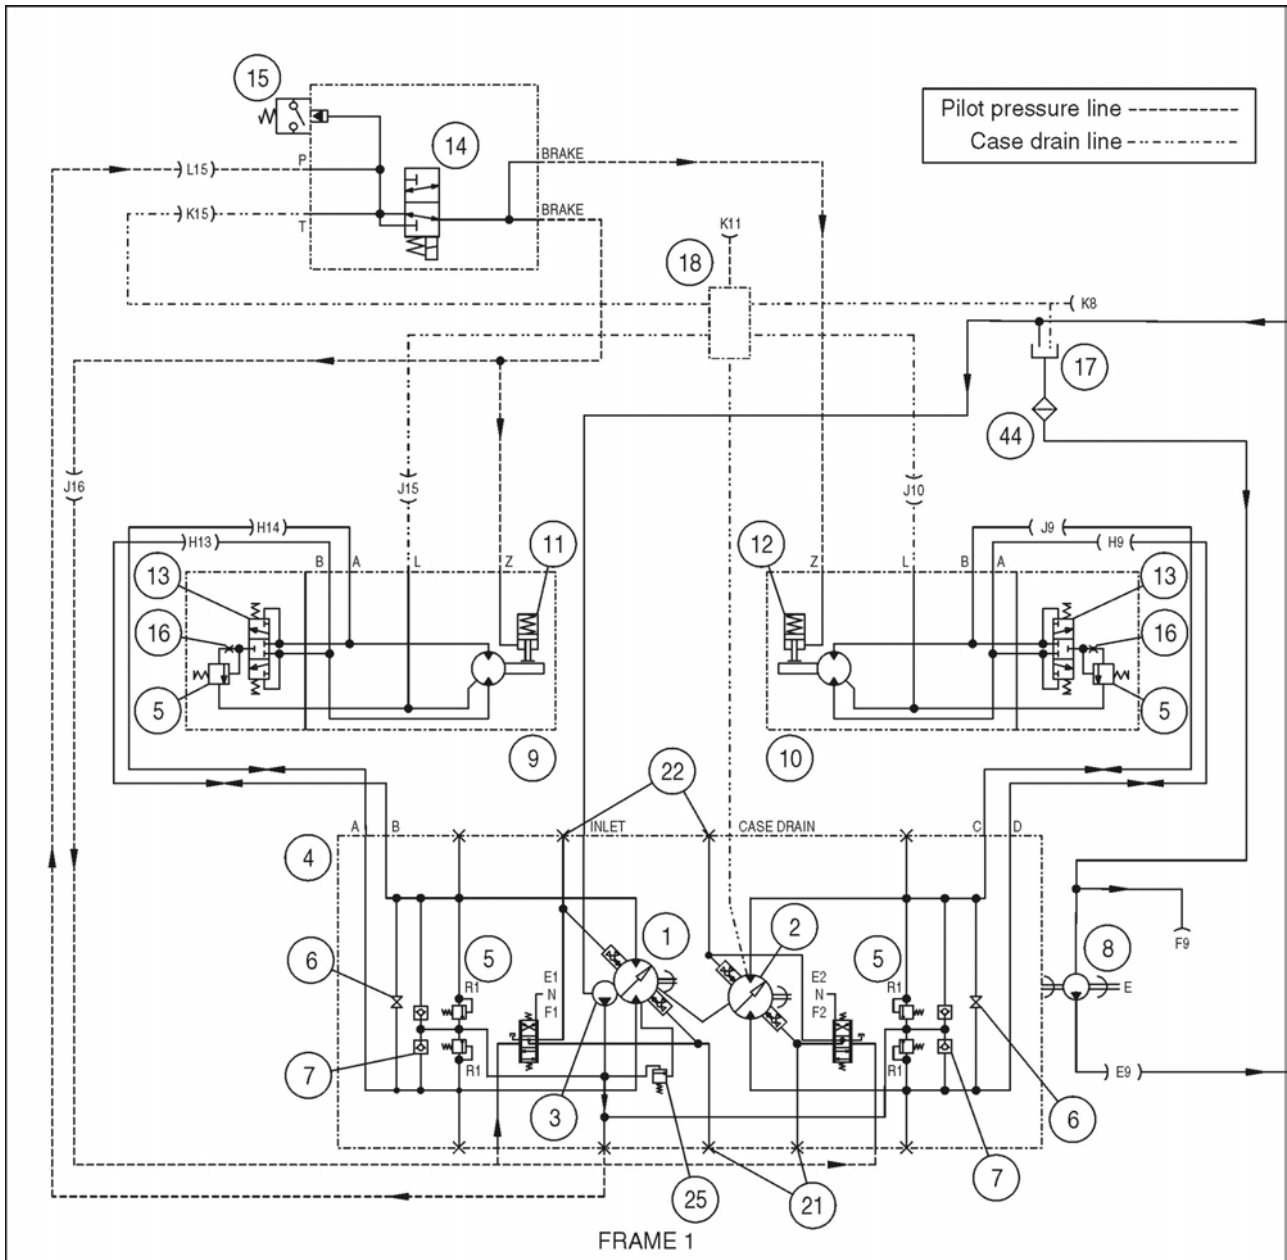 15
Pilot pressure line
Case drain line
14
P
L15
BRAKE
K15
T
BRAKE
K11
18
K8
17
44
J16
J15
J10
H14
H13
J9
H9
11
12
B A L Z
Z L B A
13
13
16
16
5
5
9
10
22
A B INLET CASE DRAIN C D
4
1
2
6
5
5
8
F9
R1
E1
N
F1
E2
N
F2
R1
E
7
R1
R1
E9
3
6
7
25
21
FRAME 1